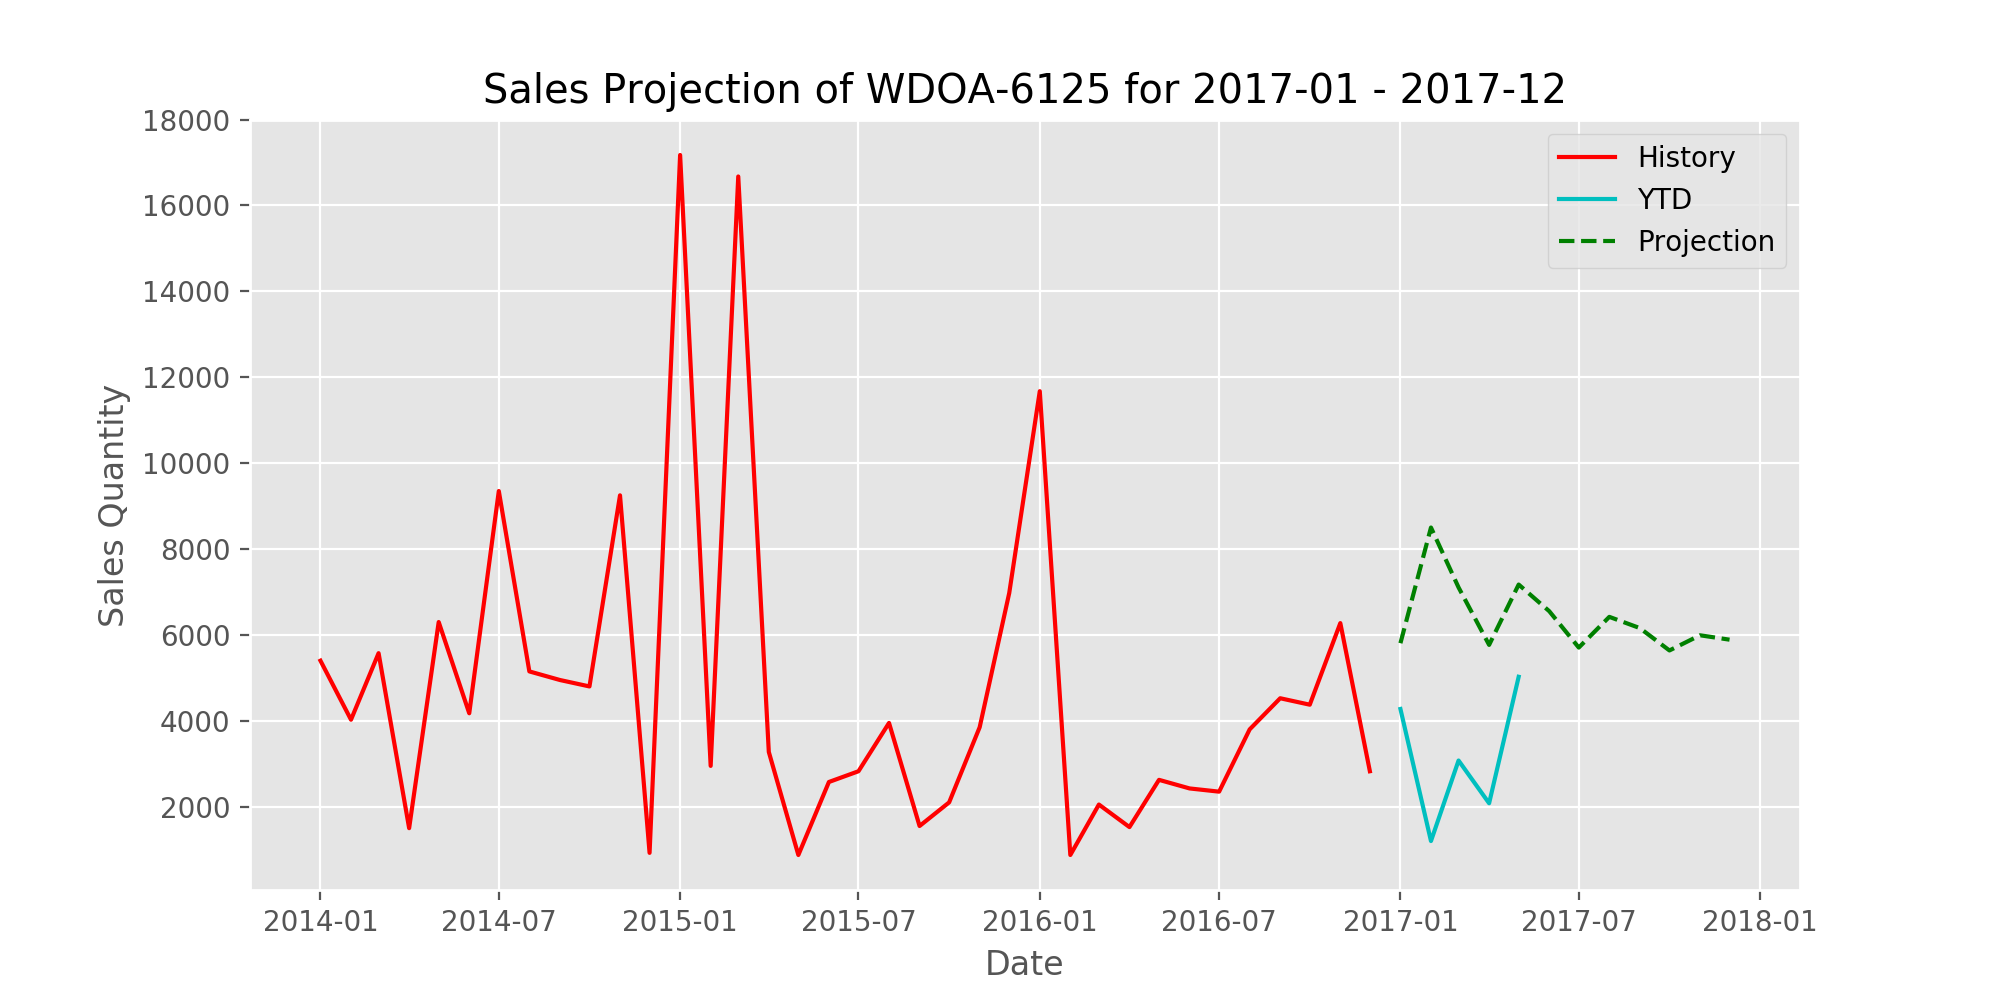 Sales Projection of WDOA-6125 for 2017-01 - 2017-12
18000
16000
14000
12000
10000
8000
6000
4000
2000
Sales Quantity
History
YTD
Projection
2014-01 2014-07 2015-01 2015-07 2016-01 2016-07 2017-01 2017-07 2018-01
Date